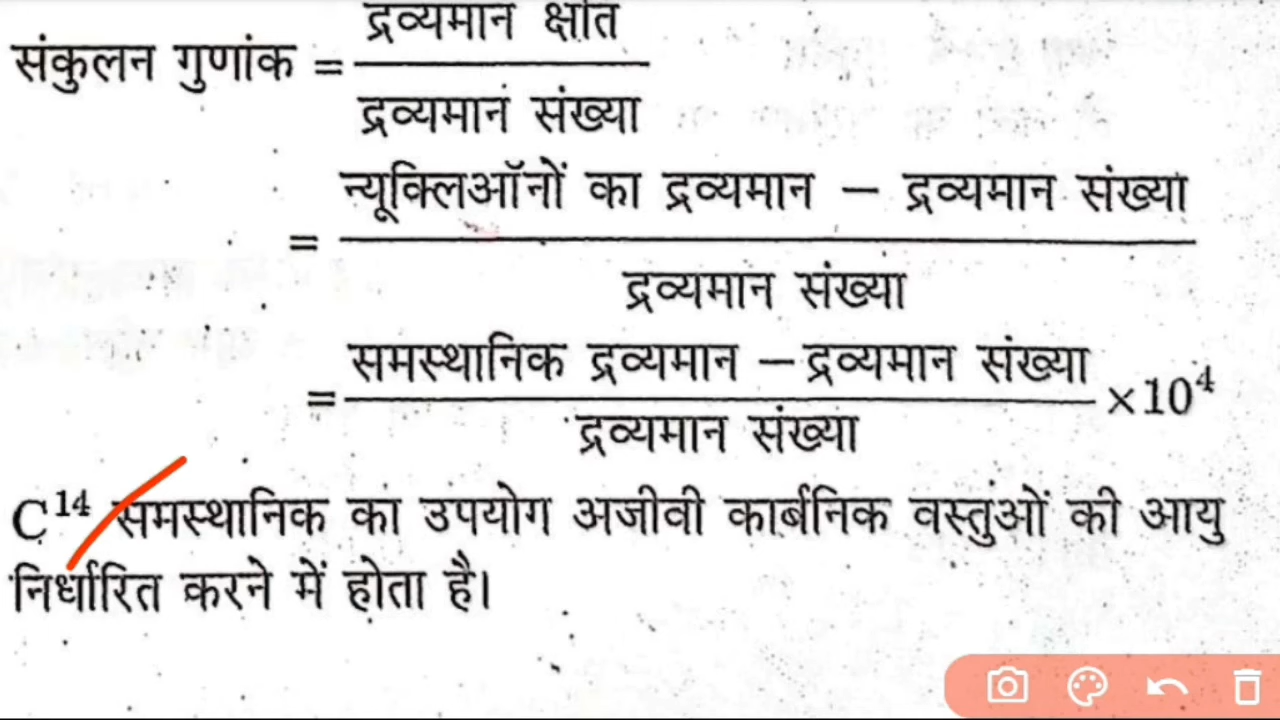 संकुलन गुणांक = द्रव्यमान क्षति
द्रव्यमान संख्या
= न्यूक्लिऑनों का द्रव्यमान – द्रव्यमान संख्या
द्रव्यमान संख्या
= समस्थानिक द्रव्यमान – द्रव्यमान संख्या ×10⁴
द्रव्यमान संख्या
C¹⁴ समस्थानिक का उपयोग अजीवी कार्बनिक वस्तुओं की आयु
निर्धारित करने में होता है।